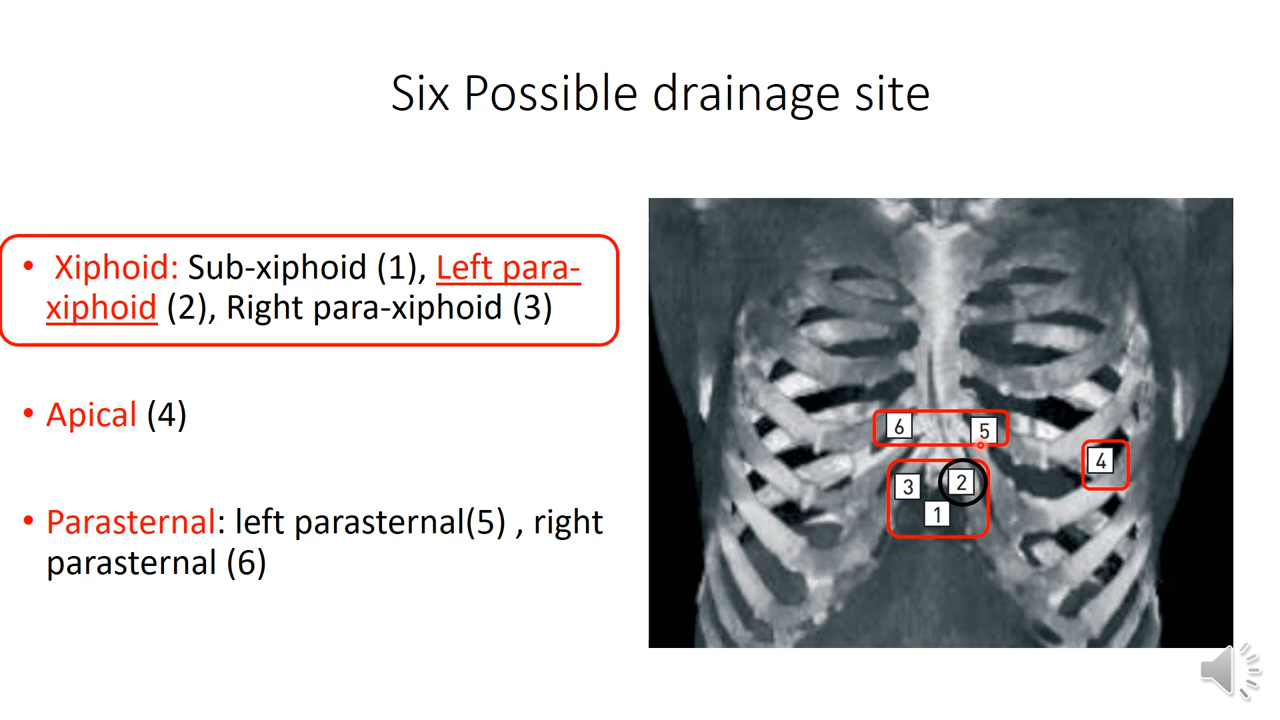 Six Possible drainage site
• Xiphoid: Sub-xiphoid (1), Left para-
xiphoid (2), Right para-xiphoid (3)
• Apical (4)
• Parasternal: left parasternal(5) , right
parasternal (6)
6
5
4
3
2
1